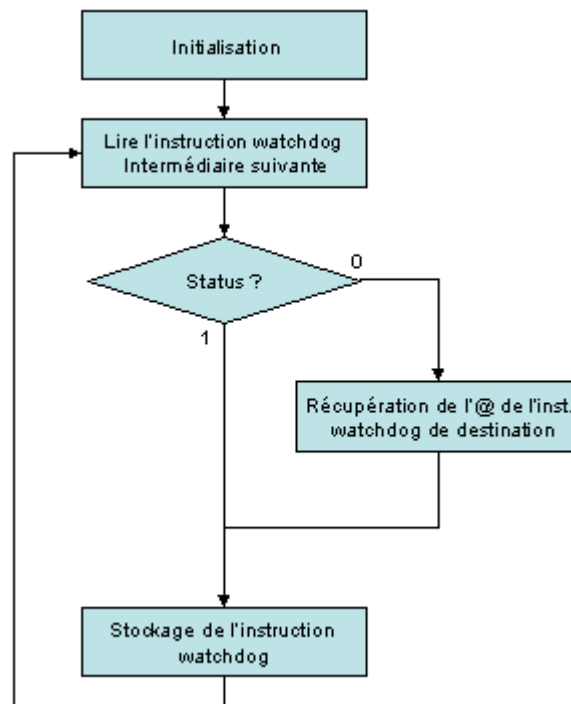 Initialisation
Lire l'instruction watchdog
Intermédiaire suivante
Status ?
0
1
Récupération de l'@ de l'inst.
watchdog de destination
Stockage de l'instruction
watchdog